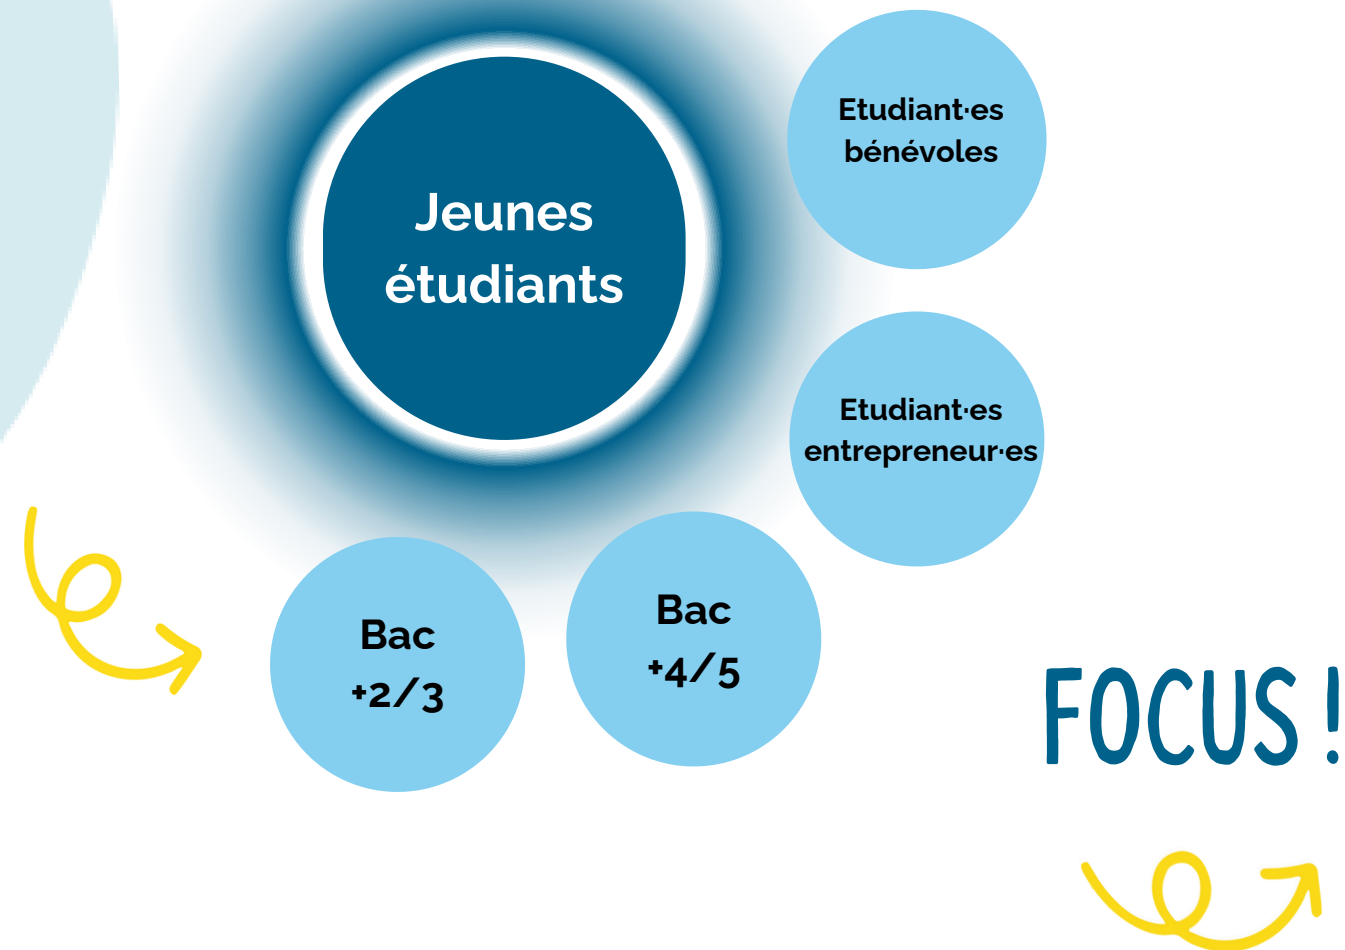 Jeunes
étudiants
Etudiant·es
bénévoles
Etudiant·es
entrepreneur·es
Bac
+2/3
Bac
+4/5
FOCUS !